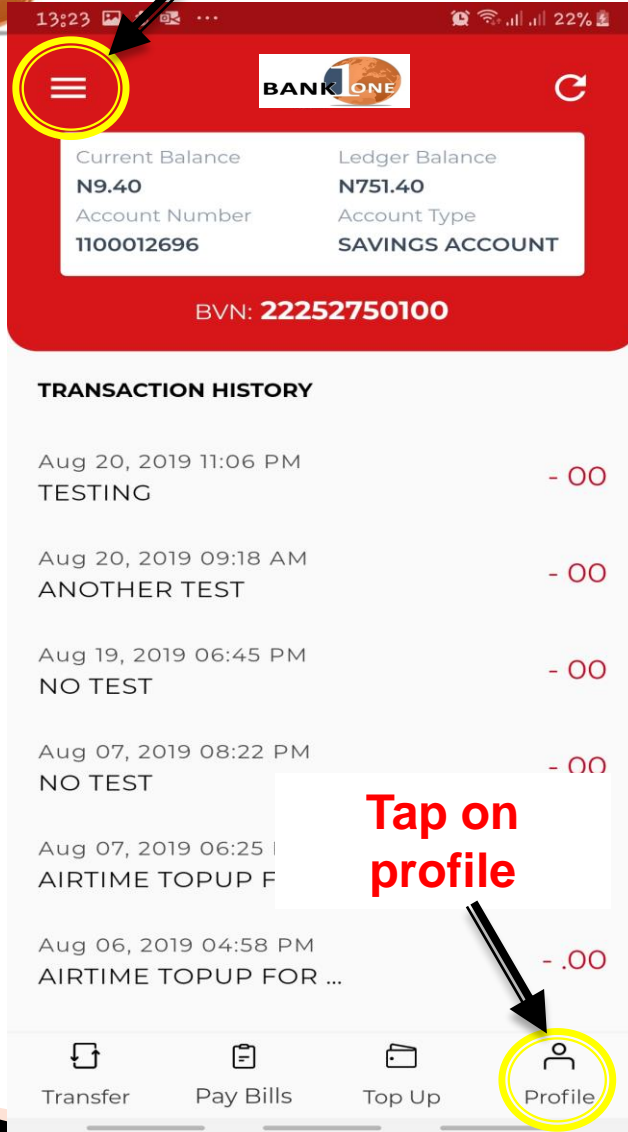 13:23 ... 22%
BANK 1 ONE
Current Balance Ledger Balance
N9.40 N751.40
Account Number Account Type
1100012696 SAVINGS ACCOUNT
BVN: 22252750100
TRANSACTION HISTORY
Aug 20, 2019 11:06 PM
TESTING - 00
Aug 20, 2019 09:18 AM
ANOTHER TEST - 00
Aug 19, 2019 06:45 PM
NO TEST - 00
Aug 07, 2019 08:22 PM
NO TEST - 00
Tap on
profile
Aug 07, 2019 06:25
AIRTIME TOPUP
Aug 06, 2019 04:58 PM
AIRTIME TOPUP FOR ... - .00
Transfer Pay Bills Top Up Profile